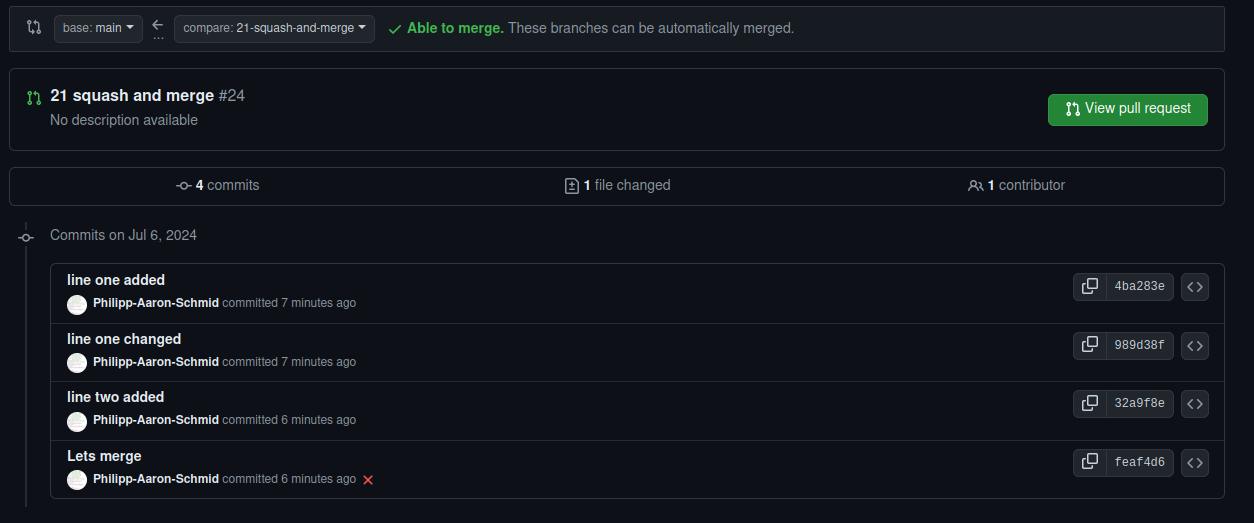 base: main ... compare: 21-squash-and-merge Able to merge. These branches can be automatically merged.
21 squash and merge #24
No description available
View pull request
4 commits 1 file changed 1 contributor
Commits on Jul 6, 2024
line one added
Philipp-Aaron-Schmid committed 7 minutes ago
4ba283e
line one changed
Philipp-Aaron-Schmid committed 7 minutes ago
989d38f
line two added
Philipp-Aaron-Schmid committed 6 minutes ago
32a9f8e
Lets merge
Philipp-Aaron-Schmid committed 6 minutes ago
feaf4d6